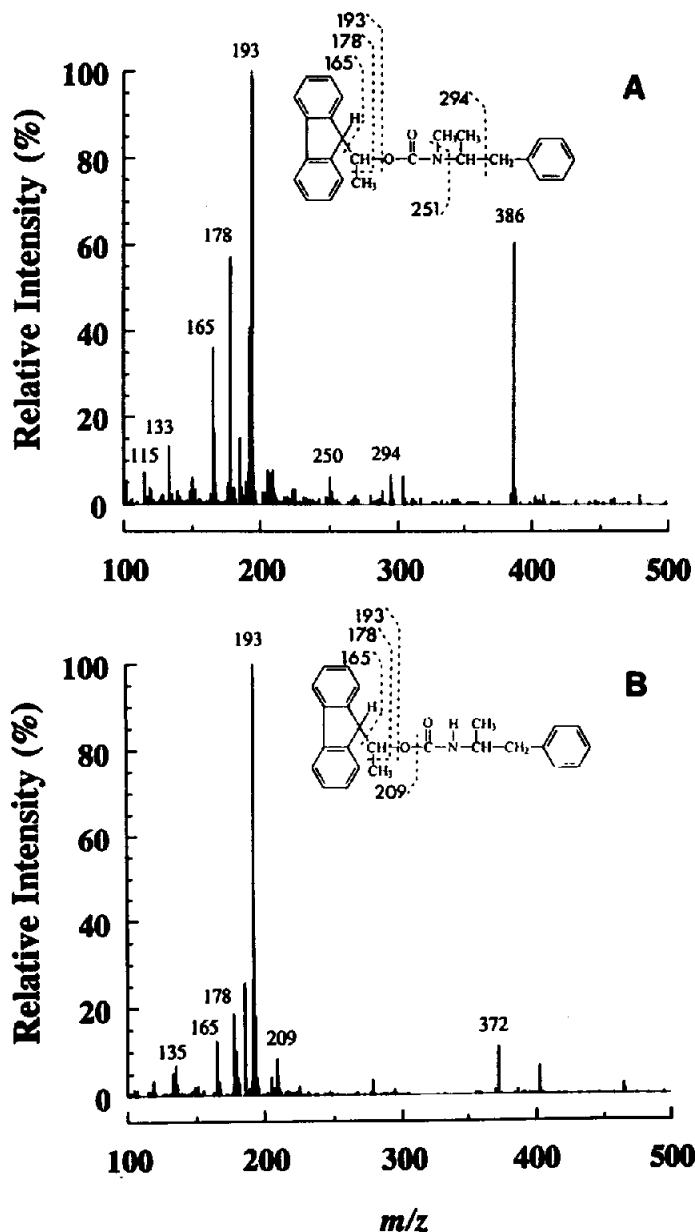 193
193
178
165
A
294
H
O
CH₃ CH₃
O—C—N—CH—CH₂
CH
CH₃
251
386
178
165
133
115
250
294
Relative Intensity (%)
100
80
60
40
20
0
100 200 300 400 500
193
193
178
165
B
H
O H CH₃
CH—O—C—N—CH—CH₂
CH₃
209
178
165
135
209
372
Relative Intensity (%)
100
80
60
40
20
0
100 200 300 400 500
m/z